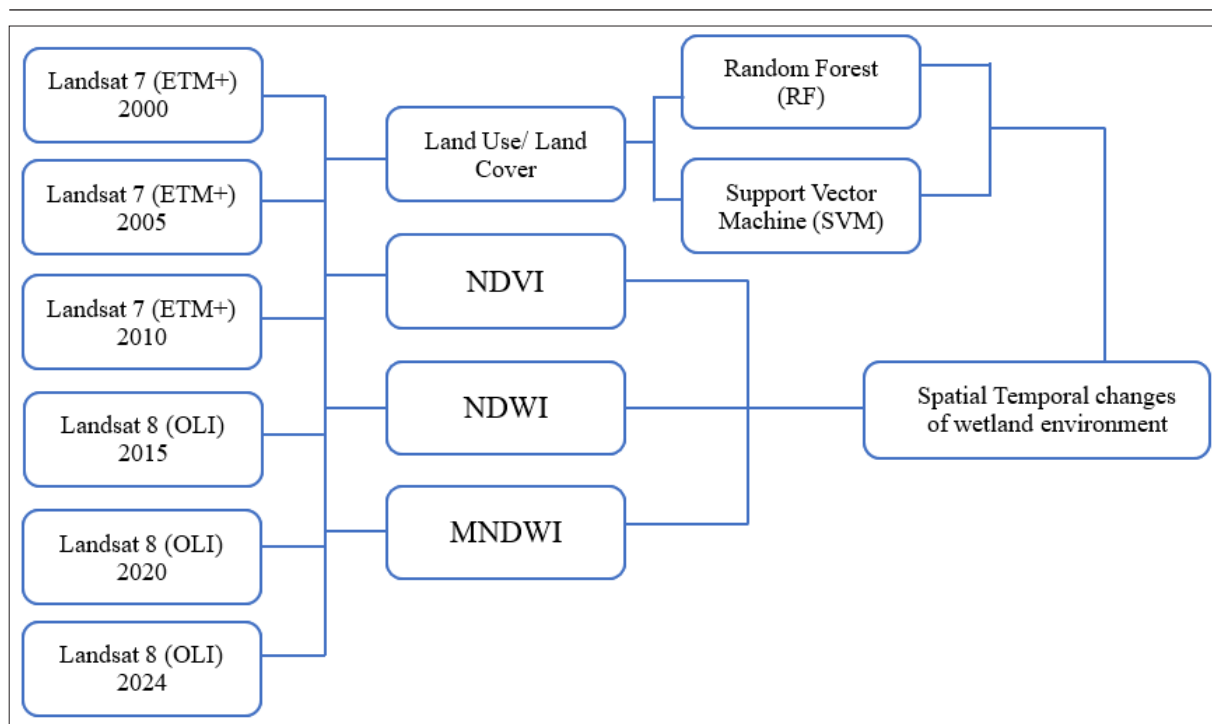 Landsat 7 (ETM+)
2000
Landsat 7 (ETM+)
2005
Landsat 7 (ETM+)
2010
Landsat 8 (OLI)
2015
Landsat 8 (OLI)
2020
Landsat 8 (OLI)
2024
Land Use/ Land
Cover
NDVI
NDWI
MNDWI
Random Forest
(RF)
Support Vector
Machine (SVM)
Spatial Temporal changes
of wetland environment